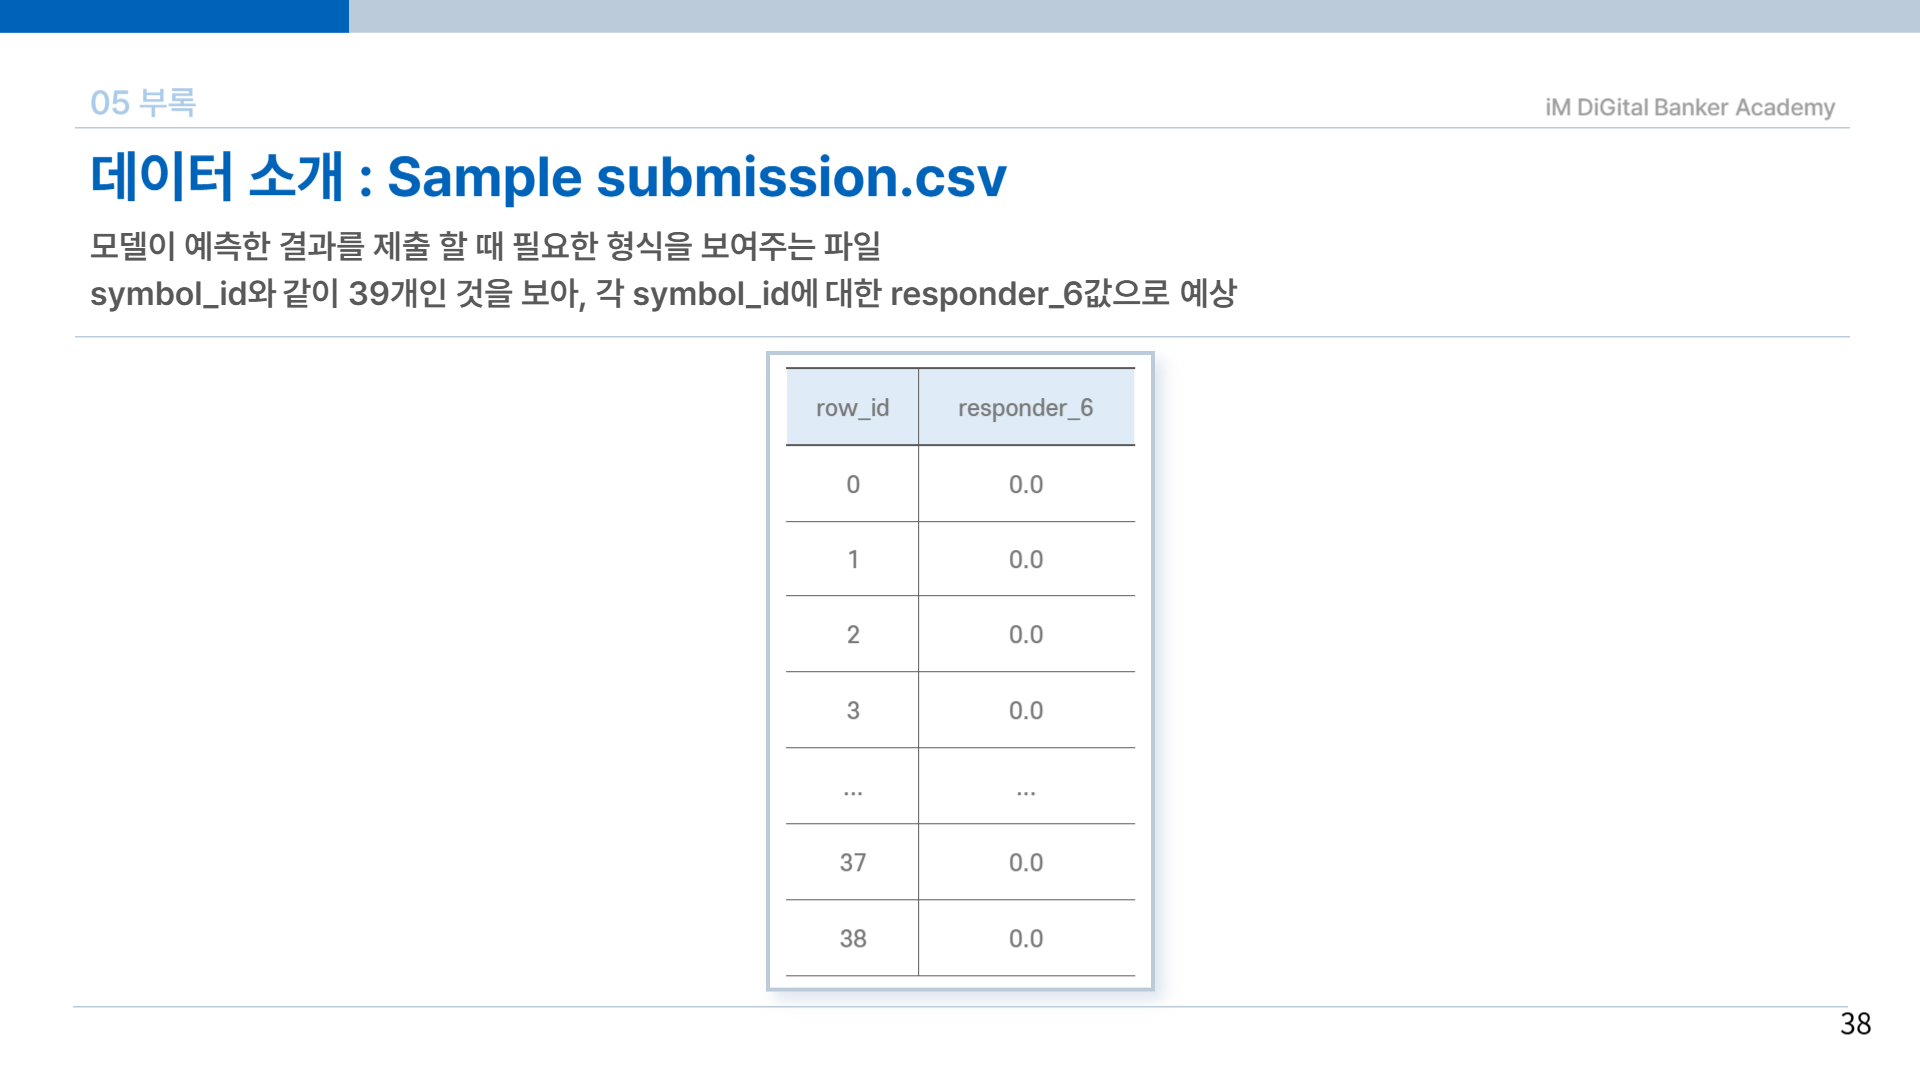 05 부록
iM DiGital Banker Academy
데이터 소개 : Sample submission.csv
모델이 예측한 결과를 제출 할 때 필요한 형식을 보여주는 파일
symbol_id와 같이 39개인 것을 보아, 각 symbol_id에 대한 responder_6값으로 예상
row_id responder_6
0 0.0
1 0.0
2 0.0
3 0.0
... ...
37 0.0
38 0.0
38